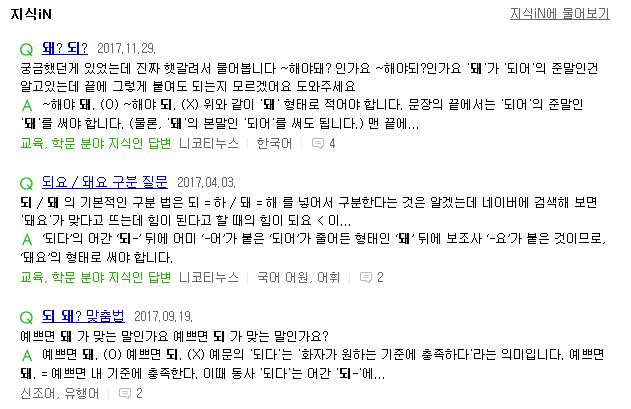 지식iN
지식iN에 물어보기
Q 돼? 되? 2017.11.29.
궁금했던게 있었는데 진짜 햇갈려서 물어봅니다 ~해야돼? 인가요 ~해야되?인가요 '돼'가 '되어'의 준말인건
알고있는데 끝에 그렇게 붙여도 되는지 모르겠어요 도와주세요
A ~해야 돼. (O) ~해야 되. (X) 위와 같이 '돼' 형태로 적어야 합니다. 문장의 끝에서는 '되어'의 준말인
'돼'를 써야 합니다. (물론, '돼'의 본말인 '되어'를 써도 됩니다.) 맨 끝에...
교육, 학문 분야 지식인 답변 니코티누스 한국어 4
Q 되요 / 돼요 구분 질문 2017.04.03.
되 / 돼 의 기본적인 구분 법은 되 = 하 / 돼 = 해 를 넣어서 구분한다는 것은 알겠는데 네이버에 검색해 보면
'돼요'가 맞다고 뜨는데 힘이 된다고 할 때의 힘이 되요 < 이...
A '되다'의 어간 '되-' 뒤에 어미 '-어'가 붙은 '되어'가 줄어든 형태인 '돼' 뒤에 보조사 '-요'가 붙은 것이므로,
'돼요'의 형태로 써야 합니다.
교육, 학문 분야 지식인 답변 니코티누스 국어 어원, 어휘 2
Q 되 돼? 맞춤법 2017.09.19.
예쁘면 돼 가 맞는 말인가요 예쁘면 되 가 맞는 말인가요?
A 예쁘면 돼. (O) 예쁘면 되. (X) 예문의 '되다'는 '화자가 원하는 기준에 충족하다'라는 의미입니다. 예쁘면
돼. = 예쁘면 내 기준에 충족한다. 이때 동사 '되다'는 어간 '되-'에...
신조어, 유행어 2